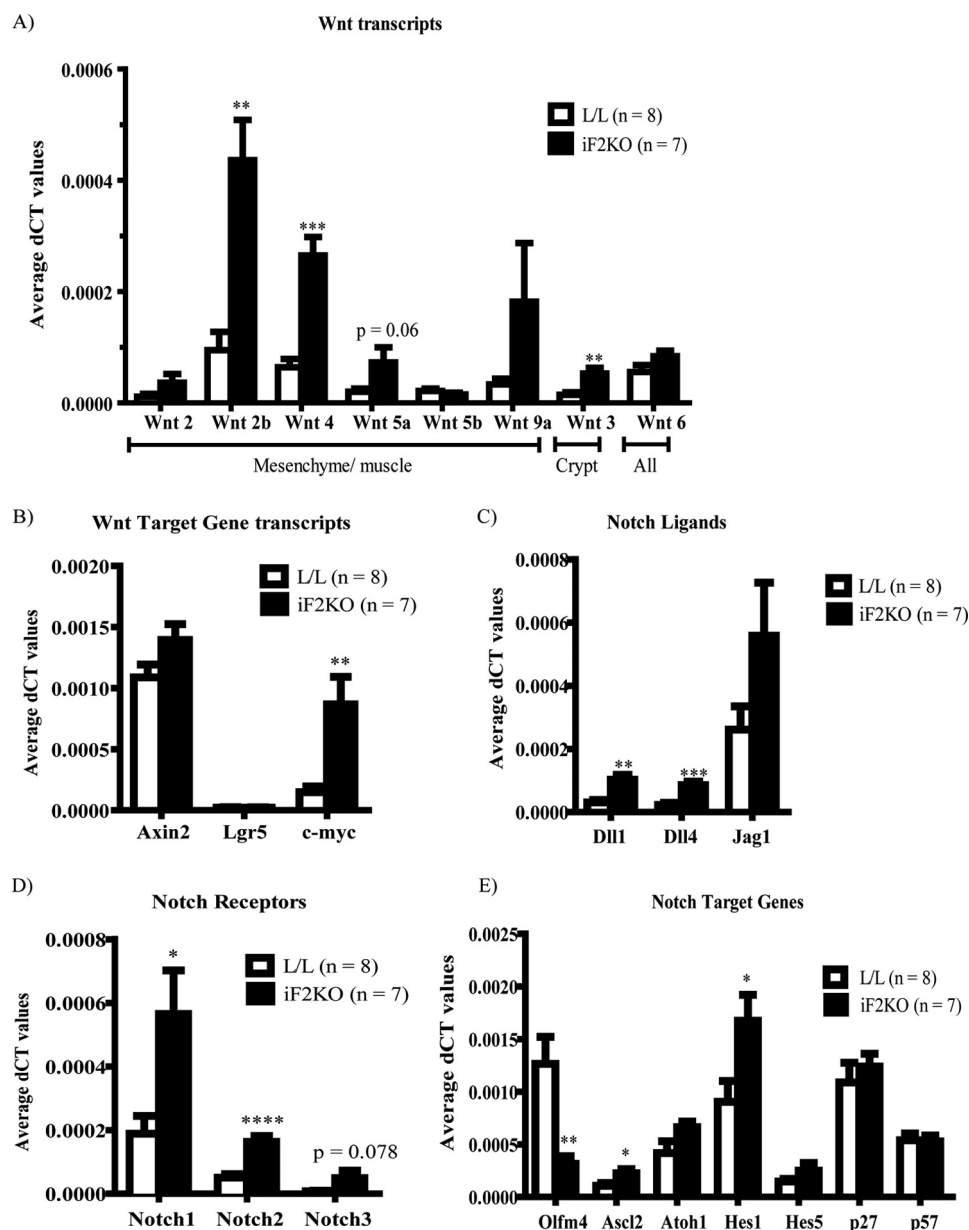 A)
Wnt transcripts
Average dCT values
0.0006
0.0004
0.0002
0.0000
L/L (n = 8)
iF2KO (n = 7)
**
***
p = 0.06
**
Wnt 2 Wnt 2b Wnt 4 Wnt 5a Wnt 5b Wnt 9a Wnt 3 Wnt 6
Mesenchyme/ muscle Crypt All
B)
Wnt Target Gene transcripts
Average dCT values
0.0020
0.0015
0.0010
0.0005
0.0000
L/L (n = 8)
iF2KO (n = 7)
**
Axin2 Lgr5 c-myc
C)
Notch Ligands
Average dCT values
0.0008
0.0006
0.0004
0.0002
0.0000
L/L (n = 8)
iF2KO (n = 7)
** ***
Dll1 Dll4 Jag1
D)
Notch Receptors
Average dCT values
0.0008
0.0006
0.0004
0.0002
0.0000
L/L (n = 8)
iF2KO (n = 7)
*
****
p = 0.078
Notch1 Notch2 Notch3
E)
Notch Target Genes
Average dCT values
0.0025
0.0020
0.0015
0.0010
0.0005
0.0000
L/L (n = 8)
iF2KO (n = 7)
*
**
*
Olfm4 Ascl2 Atoh1 Hes1 Hes5 p27 p57